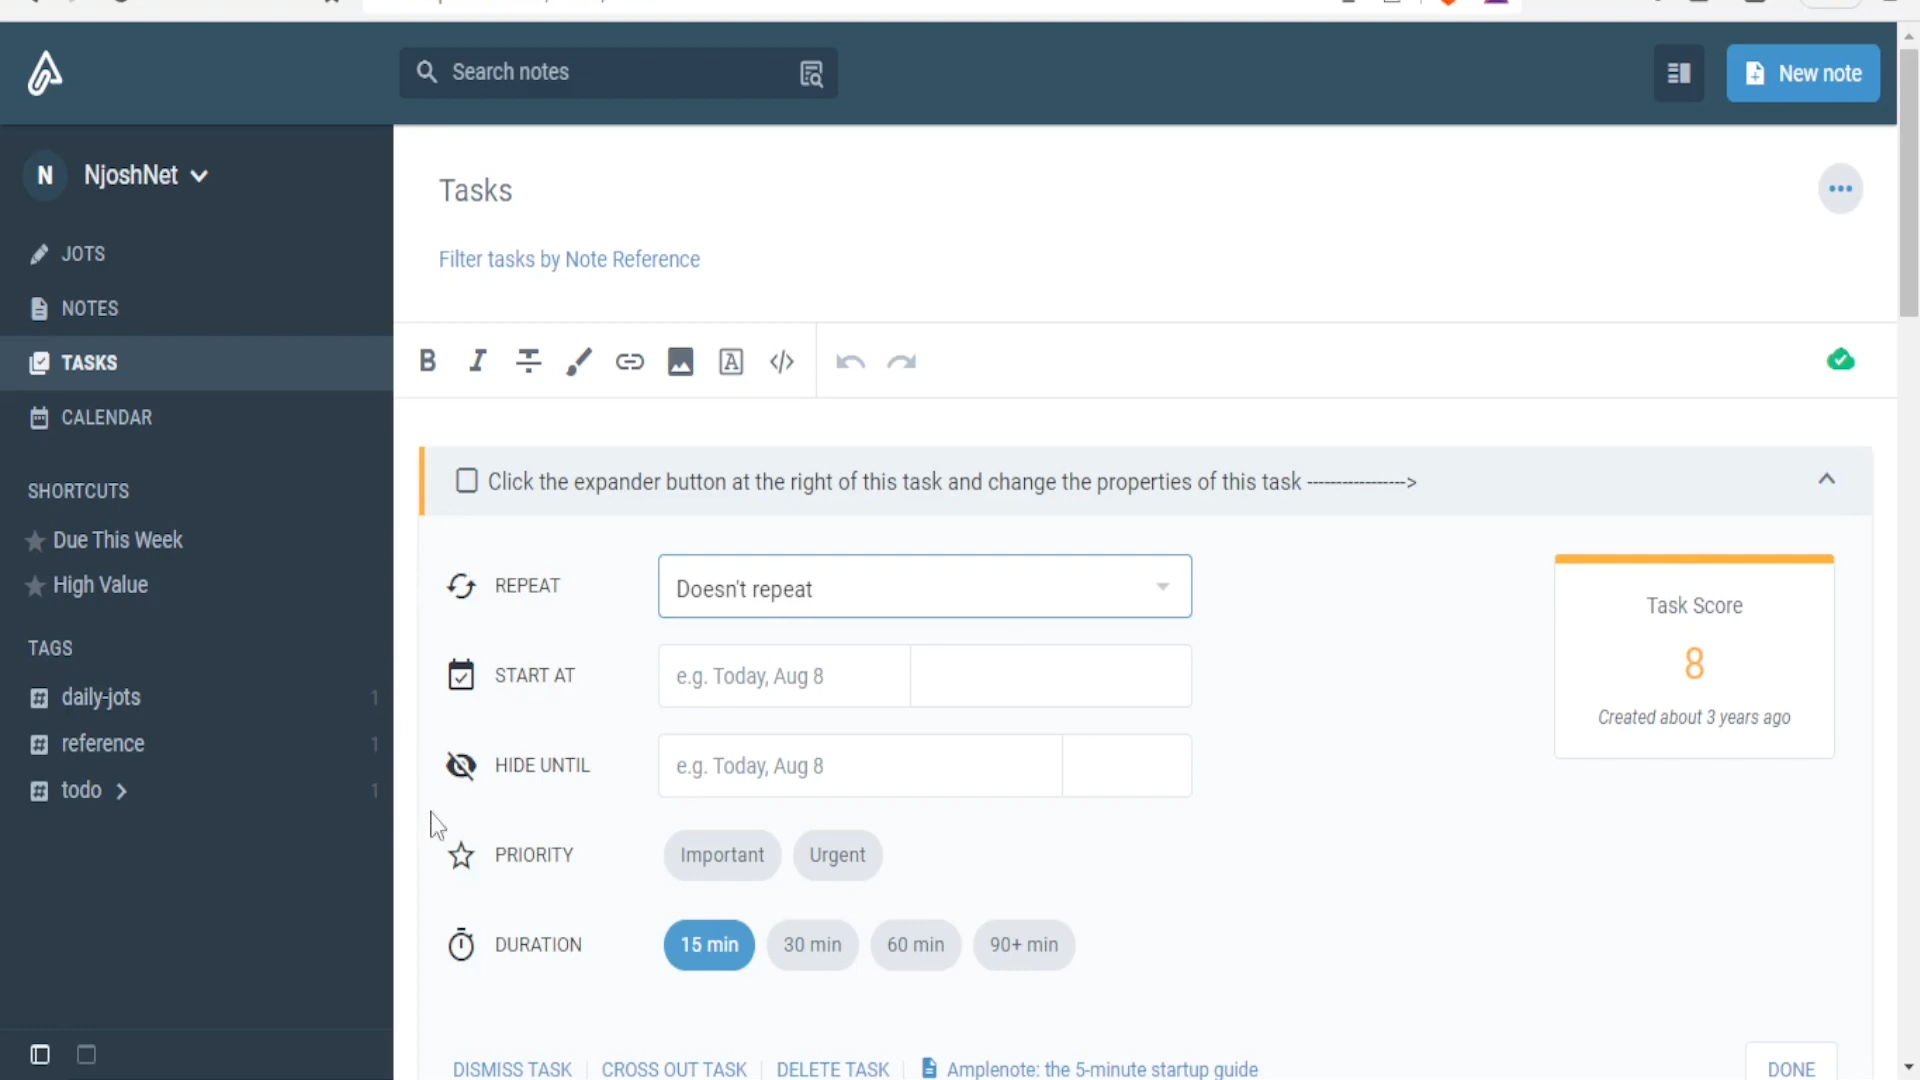 Search notes
New note
N NjoshNet
JOTS
NOTES
TASKS
CALENDAR
SHORTCUTS
Due This Week
High Value
TAGS
daily-jots 1
reference 1
todo 1
Tasks
Filter tasks by Note Reference
Click the expander button at the right of this task and change the properties of this task ----------------->
REPEAT Doesn't repeat
START AT e.g. Today, Aug 8
HIDE UNTIL e.g. Today, Aug 8
PRIORITY Important Urgent
DURATION 15 min 30 min 60 min 90+ min
Task Score
8
Created about 3 years ago
DISMISS TASK CROSS OUT TASK DELETE TASK Amplenote: the 5-minute startup guide DONE